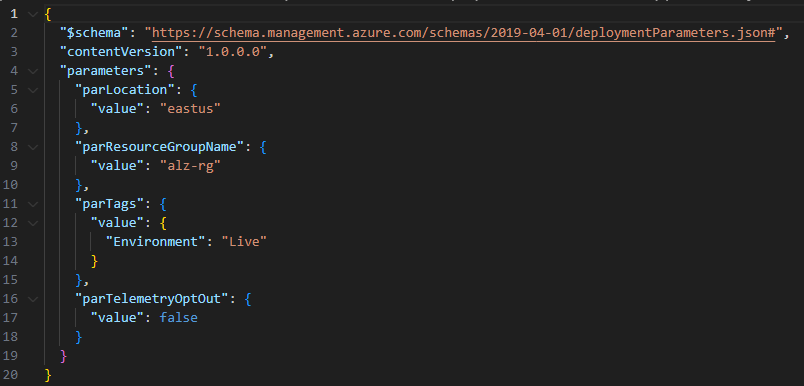 1 {
2 "$schema": "https://schema.management.azure.com/schemas/2019-04-01/deploymentParameters.json#",
3 "contentVersion": "1.0.0.0",
4 "parameters": {
5 "parLocation": {
6 "value": "eastus"
7 },
8 "parResourceGroupName": {
9 "value": "alz-rg"
10 },
11 "parTags": {
12 "value": {
13 "Environment": "Live"
14 }
15 },
16 "parTelemetryOptOut": {
17 "value": false
18 }
19 }
20 }